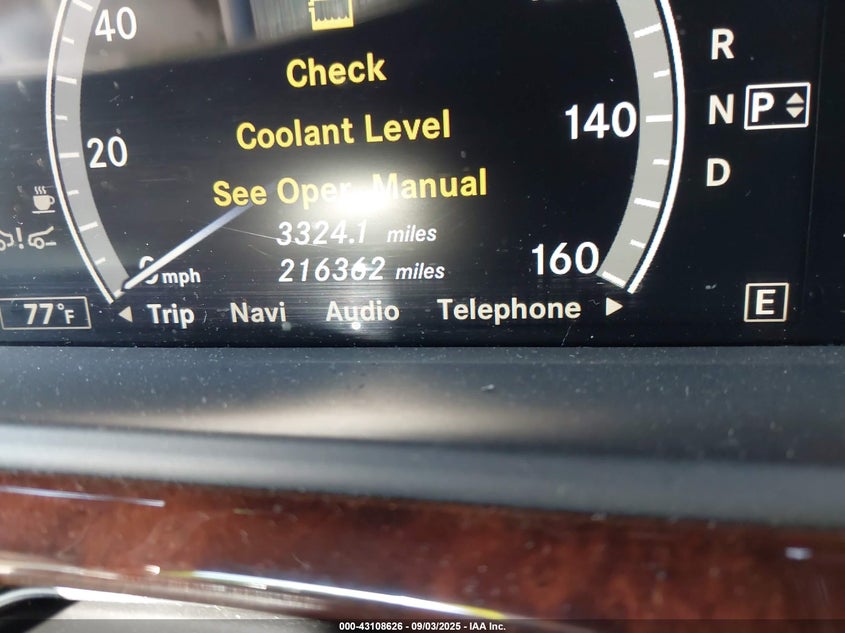 40
Check
R
Coolant Level
140
N P
20
See Oper. Manual
D
3324.1 miles
0 mph
216362 miles
160
77°F
Trip Navi Audio Telephone
E
000-43108626 - 09/03/2025 - IAA Inc.